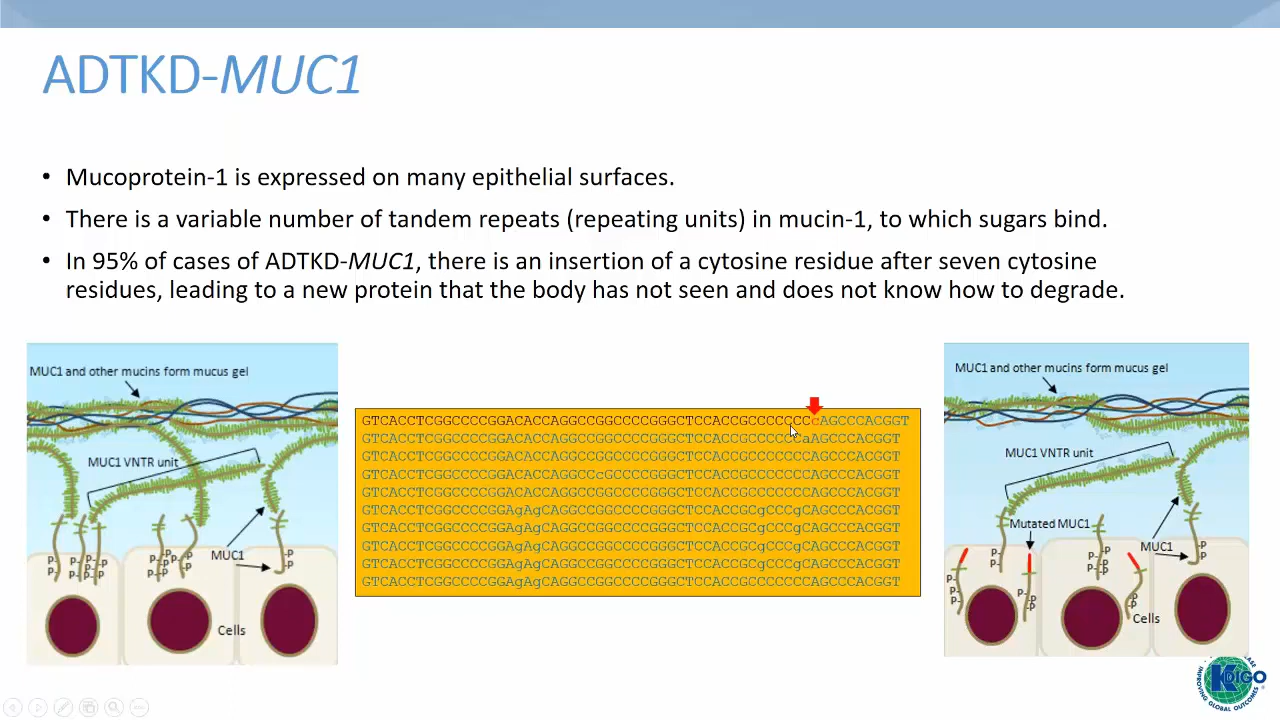 ADTKD-MUC1
• Mucoprotein-1 is expressed on many epithelial surfaces.
• There is a variable number of tandem repeats (repeating units) in mucin-1, to which sugars bind.
• In 95% of cases of ADTKD-MUC1, there is an insertion of a cytosine residue after seven cytosine
residues, leading to a new protein that the body has not seen and does not know how to degrade.
MUC1 and other mucins form mucus gel
MUC1 VNTR unit
MUC1
P- P- P- P- P- P- P- P- P- -P -P
Cells
GTCACCTCGGCCCCGGACACCAGGCCGGCCCCGGGCTCCACCGCCCCCCCcAGCCCACGGT
GTCACCTCGGCCCCGGACACCAGGCCGGCCCCGGGCTCCACCGCCCCCCaAGCCCACGGT
GTCACCTCGGCCCCGGACACCAGGCCGGCCCCGGGCTCCACCGCCCCCCCAGCCCACGGT
GTCACCTCGGCCCCGGACACCAGGCCcGCCCCGGGCTCCACCGCCCCCCCAGCCCACGGT
GTCACCTCGGCCCCGGACACCAGGCCGGCCCCGGGCTCCACCGCCCCCCCAGCCCACGGT
GTCACCTCGGCCCCGGAgAgCAGGCCGGCCCCGGGCTCCACCGCgCCCgCAGCCCACGGT
GTCACCTCGGCCCCGGAgAgCAGGCCGGCCCCGGGCTCCACCGCgCCCgCAGCCCACGGT
GTCACCTCGGCCCCGGAgAgCAGGCCGGCCCCGGGCTCCACCGCgCCCgCAGCCCACGGT
GTCACCTCGGCCCCGGAgAgCAGGCCGGCCCCGGGCTCCACCGCgCCCgCAGCCCACGGT
GTCACCTCGGCCCCGGAgAgCAGGCCGGCCCCGGGCTCCACCGCCCCCCCAGCCCACGGT
MUC1 and other mucins form mucus gel
MUC1 VNTR unit
Mutated MUC1
MUC1
P- P- P- P- P- -P -P P- P- -P -P -P -P
Cells
KDIGO
IMPROVING GLOBAL OUTCOMES